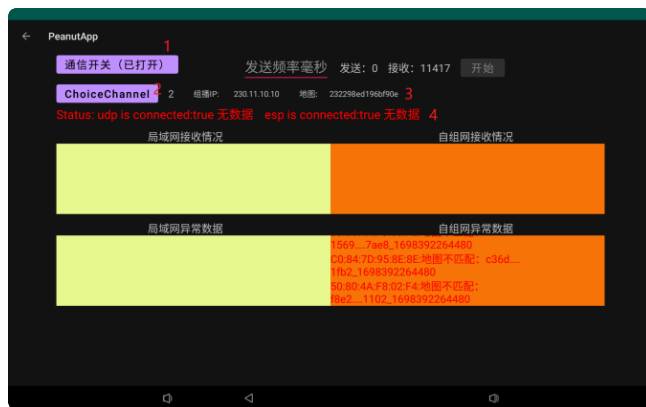 PeanutApp
1
通信开关（已打开） 发送频率毫秒 发送：0 接收：11417 开始
ChoiceChannel 2 2 组播IP: 230.11.10.10 地图: 232298ed196bf90e 3
Status: udp is connected:true 无数据 esp is connected:true 无数据 4
局域网接收情况 自组网接收情况
局域网异常数据 自组网异常数据
1569....7ae8_1698392264480
C0:84:7D:95:8E:8E:地图不匹配：c36d....
1fb2_1698392264480
50:80:4A:F8:02:F4:地图不匹配：
f8e2....1102_1698392264480